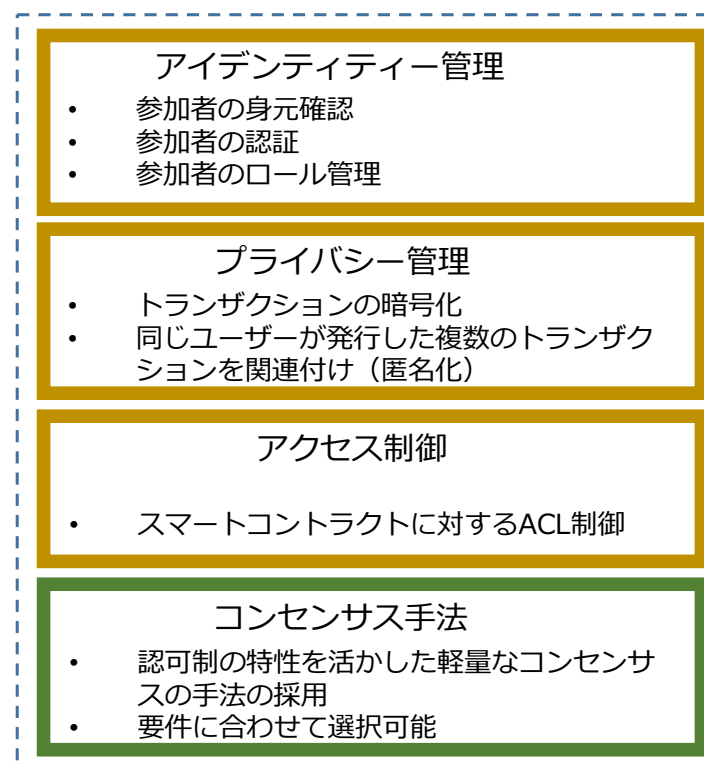 アイデンティティー管理
• 参加者の身元確認
• 参加者の認証
• 参加者のロール管理
プライバシー管理
• トランザクションの暗号化
• 同じユーザーが発行した複数のトランザク
ションを関連付け（匿名化）
アクセス制御
• スマートコントラクトに対するACL制御
コンセンサス手法
• 認可制の特性を活かした軽量なコンセンサ
スの手法の採用
• 要件に合わせて選択可能